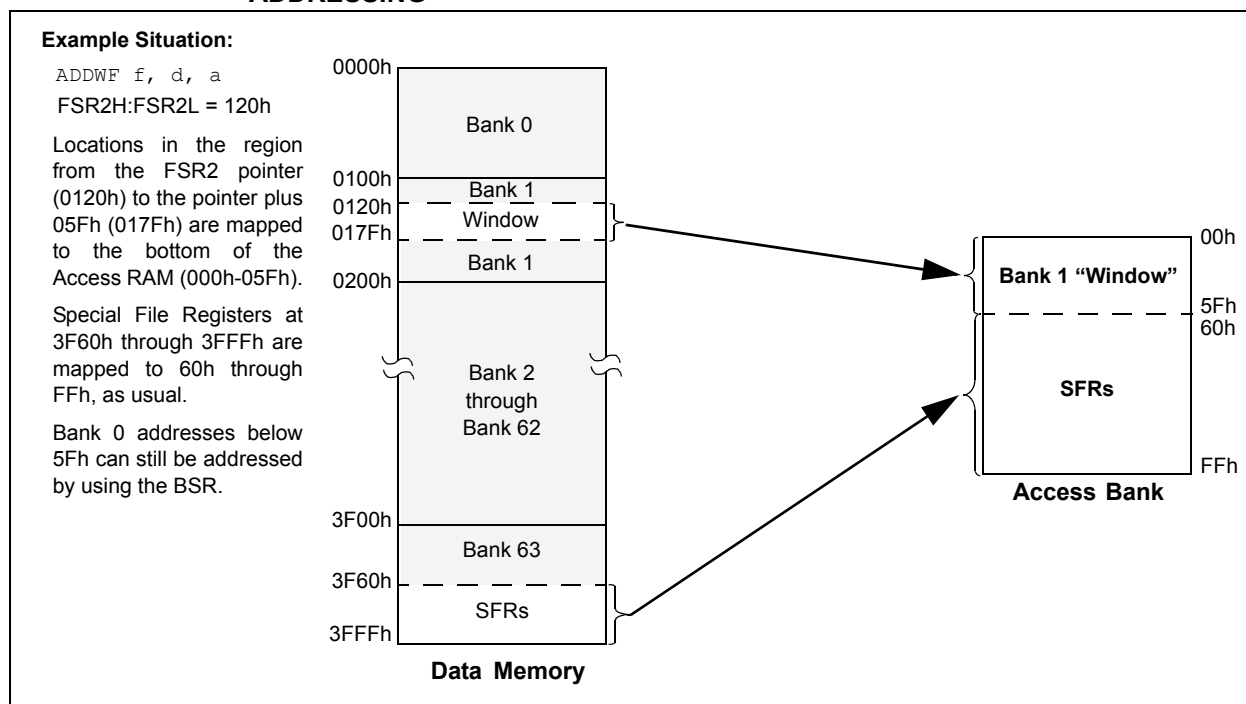 ADDRESSING
Example Situation:
ADDWF f, d, a
FSR2H:FSR2L = 120h
Locations in the region
from the FSR2 pointer
(0120h) to the pointer plus
05Fh (017Fh) are mapped
to the bottom of the
Access RAM (000h-05Fh).
Special File Registers at
3F60h through 3FFFh are
mapped to 60h through
FFh, as usual.
Bank 0 addresses below
5Fh can still be addressed
by using the BSR.
0000h
Bank 0
0100h
Bank 1
0120h
Window
017Fh
Bank 1
0200h
Bank 2
through
Bank 62
3F00h
Bank 63
3F60h
SFRs
3FFFh
Data Memory
00h
Bank 1 “Window”
5Fh
60h
SFRs
FFh
Access Bank